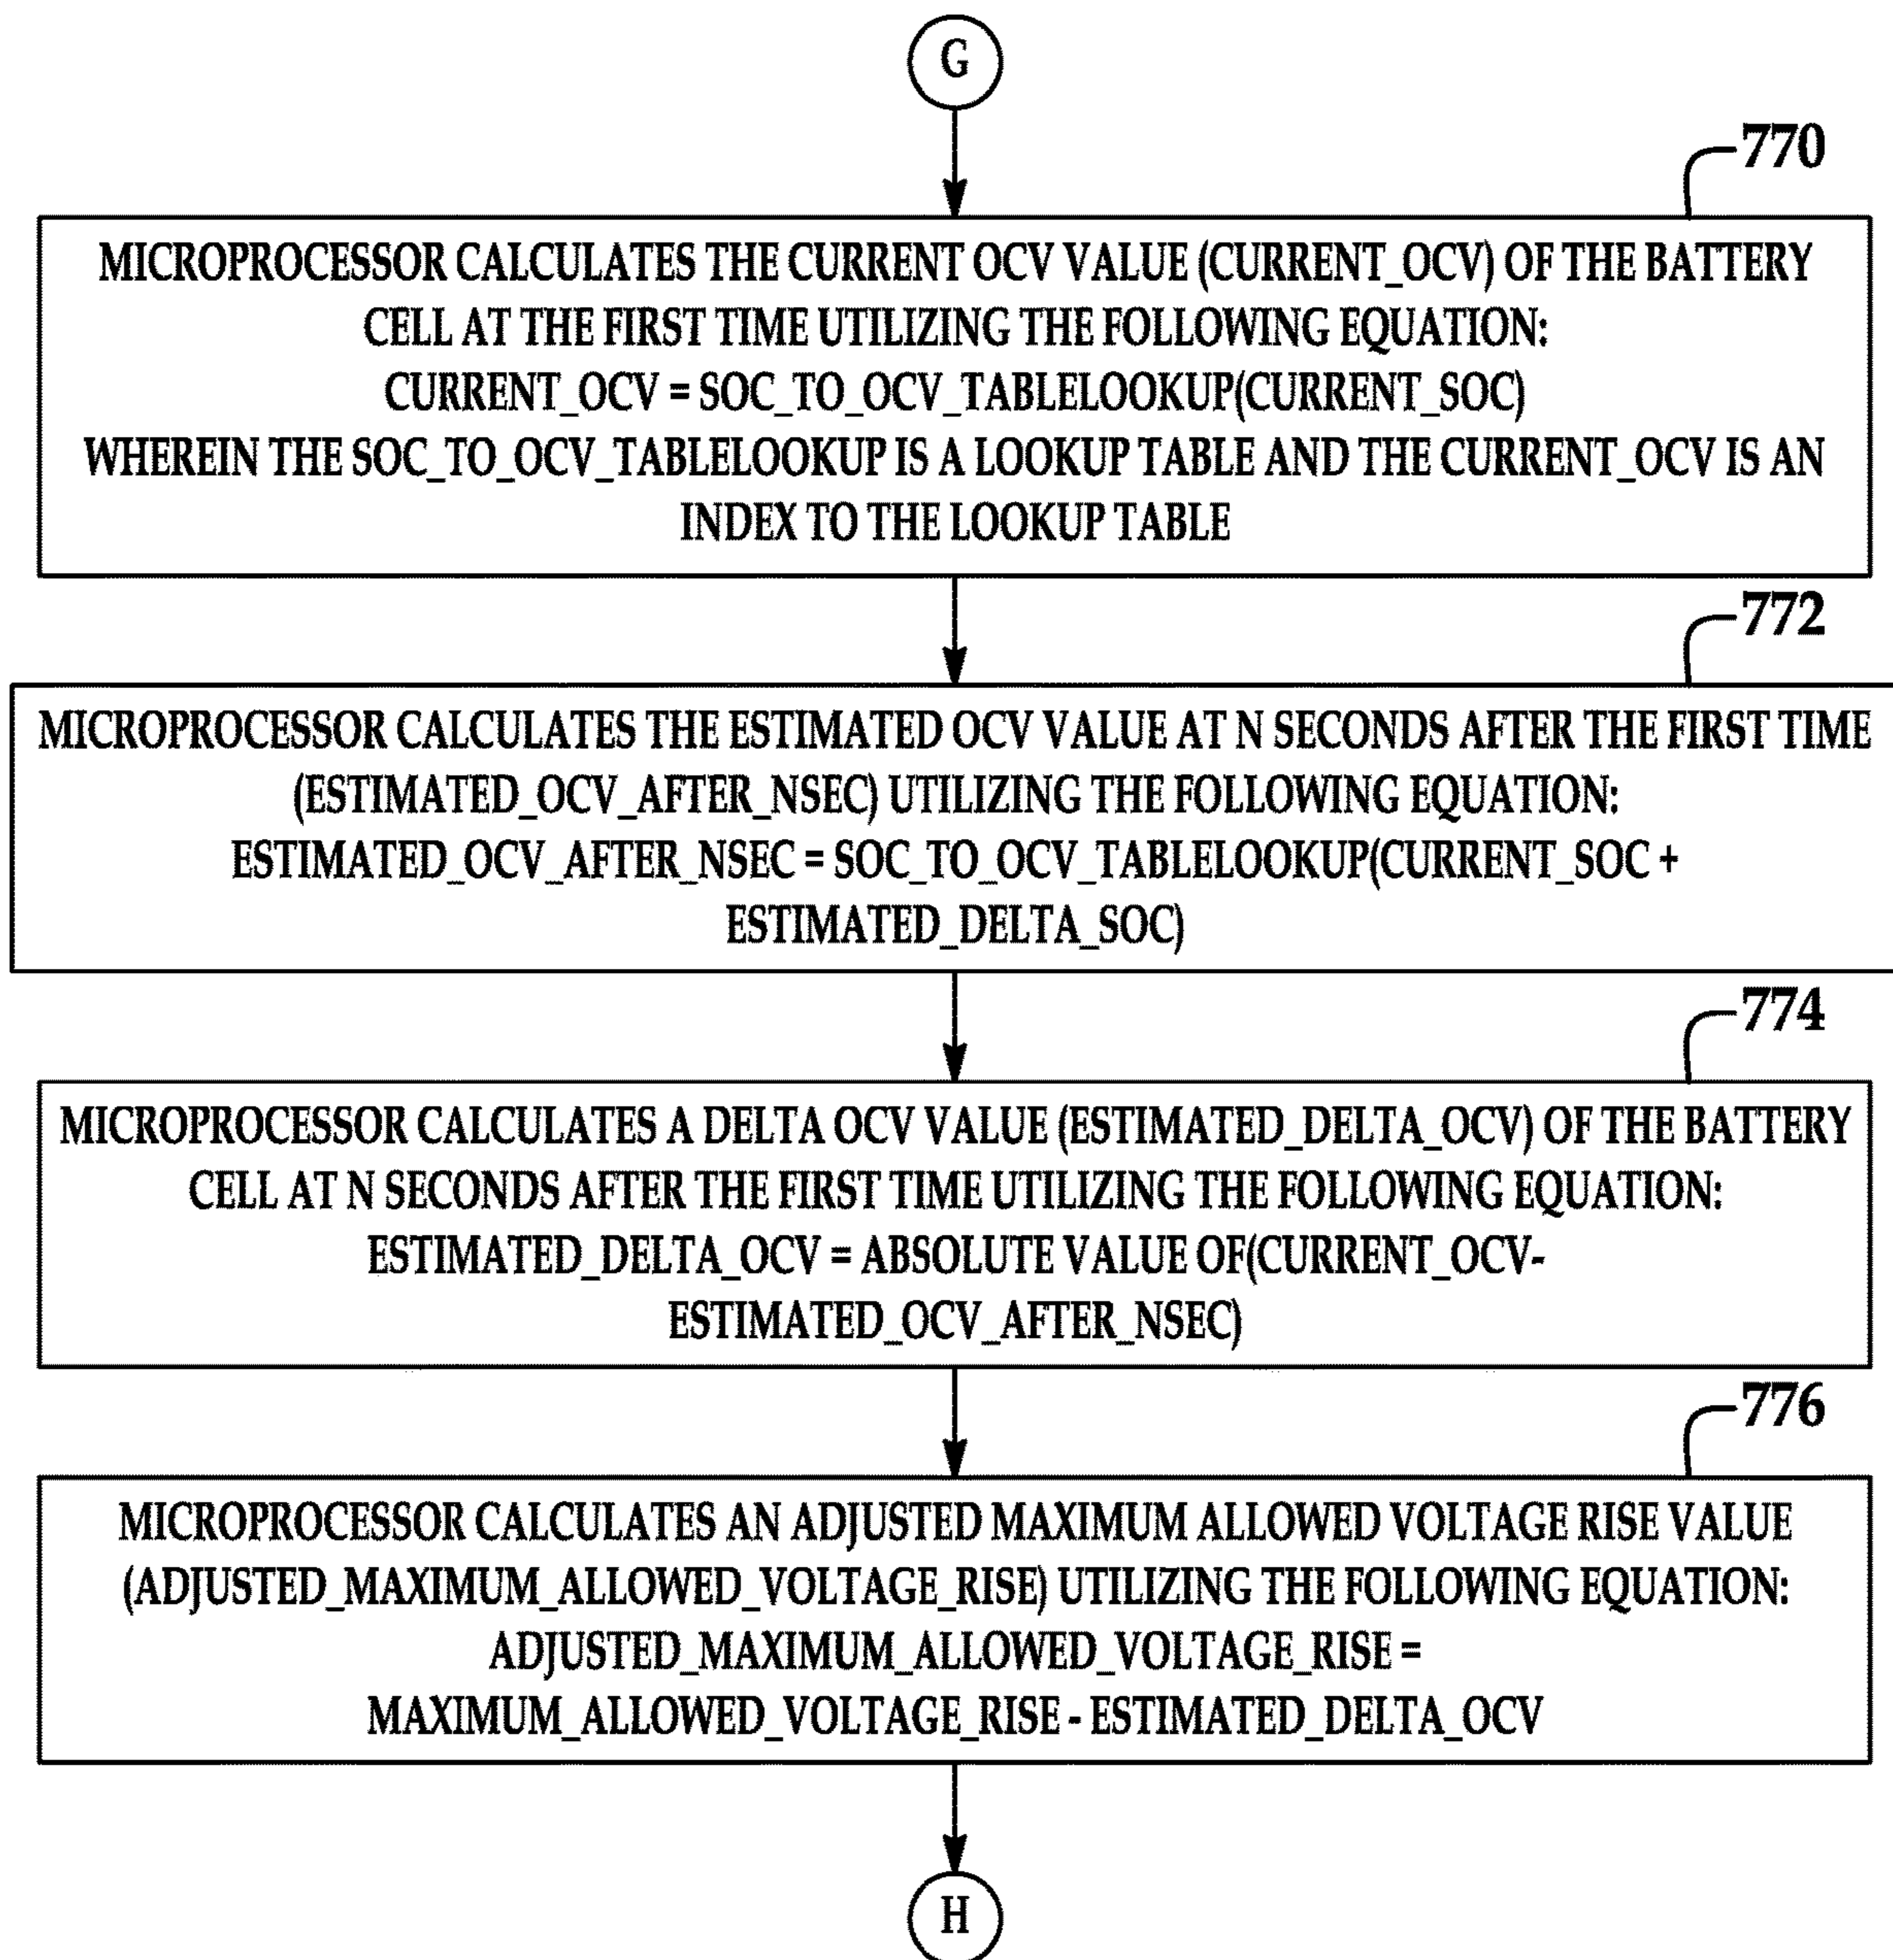 G
770
MICROPROCESSOR CALCULATES THE CURRENT OCV VALUE (CURRENT_OCV) OF THE BATTERY
CELL AT THE FIRST TIME UTILIZING THE FOLLOWING EQUATION:
CURRENT_OCV = SOC_TO_OCV_TABLELOOKUP(CURRENT_SOC)
WHEREIN THE SOC_TO_OCV_TABLELOOKUP IS A LOOKUP TABLE AND THE CURRENT_OCV IS AN
INDEX TO THE LOOKUP TABLE
772
MICROPROCESSOR CALCULATES THE ESTIMATED OCV VALUE AT N SECONDS AFTER THE FIRST TIME
(ESTIMATED_OCV_AFTER_NSEC) UTILIZING THE FOLLOWING EQUATION:
ESTIMATED_OCV_AFTER_NSEC = SOC_TO_OCV_TABLELOOKUP(CURRENT_SOC +
ESTIMATED_DELTA_SOC)
774
MICROPROCESSOR CALCULATES A DELTA OCV VALUE (ESTIMATED_DELTA_OCV) OF THE BATTERY
CELL AT N SECONDS AFTER THE FIRST TIME UTILIZING THE FOLLOWING EQUATION:
ESTIMATED_DELTA_OCV = ABSOLUTE VALUE OF(CURRENT_OCV-
ESTIMATED_OCV_AFTER_NSEC)
776
MICROPROCESSOR CALCULATES AN ADJUSTED MAXIMUM ALLOWED VOLTAGE RISE VALUE
(ADJUSTED_MAXIMUM_ALLOWED_VOLTAGE_RISE) UTILIZING THE FOLLOWING EQUATION:
ADJUSTED_MAXIMUM_ALLOWED_VOLTAGE_RISE =
MAXIMUM_ALLOWED_VOLTAGE_RISE - ESTIMATED_DELTA_OCV
H